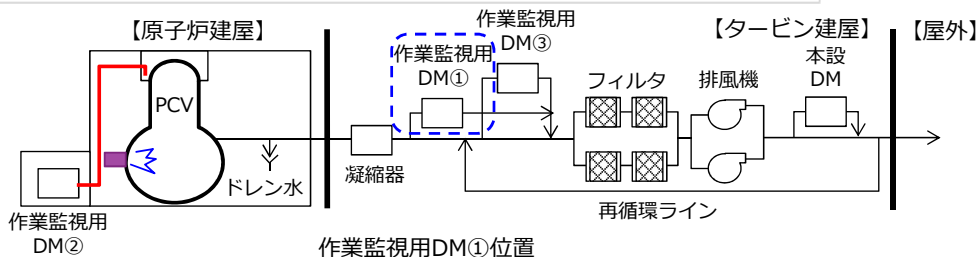 【原子炉建屋】
作業監視用
DM③
【タービン建屋】
【屋外】
作業監視用
DM①
フィルタ
排風機
本設
DM
PCV
ドレン水
凝縮器
再循環ライン
作業監視用
DM②
作業監視用DM①位置